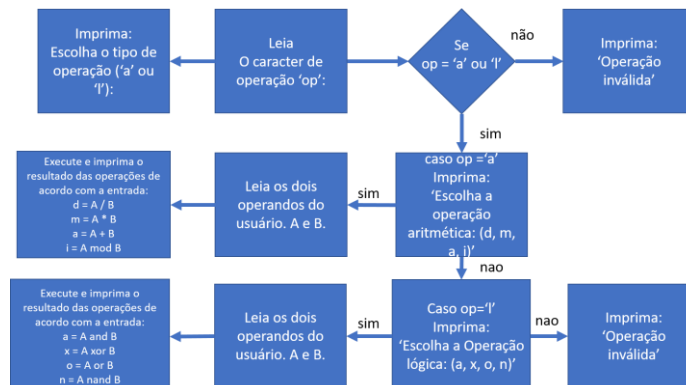 Imprima:
Escolha o tipo de
operação (‘a’ ou
‘l’):
Leia
O caracter de
operação ‘op’:
Se
op = ‘a’ ou ‘l’
não
Imprima:
‘Operação
inválida’
sim
Execute e imprima o
resultado das operações de
acordo com a entrada:
d = A / B
m = A * B
a = A + B
i = A mod B
sim
Leia os dois
operandos do
usuário. A e B.
caso op =‘a’
Imprima:
‘Escolha a
operação
aritmética: (d, m,
a, i)’
nao
Execute e imprima o
resultado das operações de
acordo com a entrada:
a = A and B
x = A xor B
o = A or B
n = A nand B
sim
Leia os dois
operandos do
usuário. A e B.
Caso op=‘l’
Imprima:
‘Escolha a Operação
lógica: (a, x, o, n)’
nao
Imprima:
‘Operação
inválida’